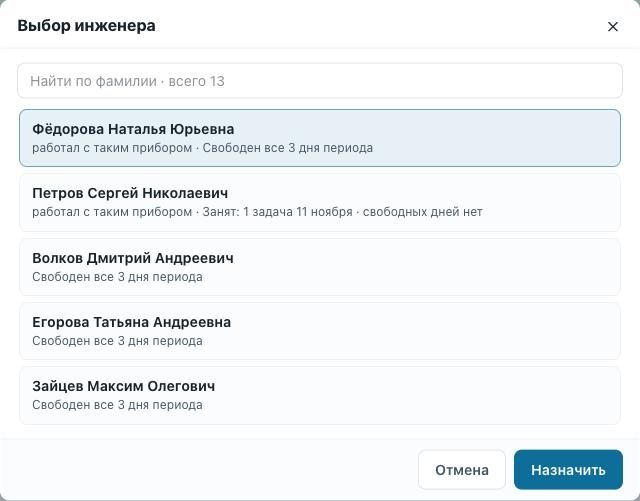 Выбор инженера
×
Найти по фамилии · всего 13
Фёдорова Наталья Юрьевна
работал с таким прибором · Свободен все 3 дня периода
Петров Сергей Николаевич
работал с таким прибором · Занят: 1 задача 11 ноября · свободных дней нет
Волков Дмитрий Андреевич
Свободен все 3 дня периода
Егорова Татьяна Андреевна
Свободен все 3 дня периода
Зайцев Максим Олегович
Свободен все 3 дня периода
Отмена
Назначить